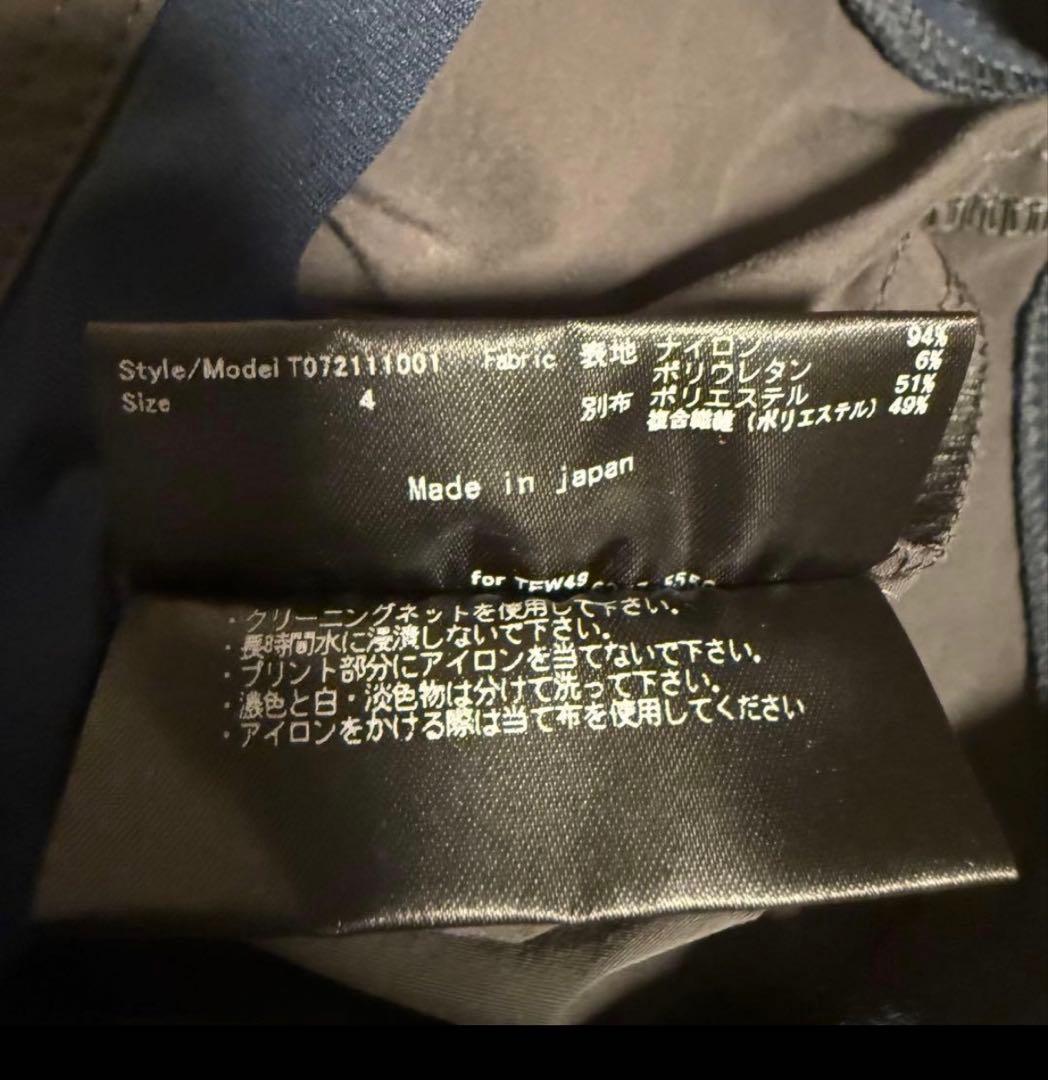 Style/Model T072111001 Fabric 表地 ナイロン 94%
ポリウレタン 6%
Size 4 別布 ポリエステル 51%
複合繊維 (ポリエステル) 49%
Made in japan
for
・クリーニングネットを使用して下さい。
・長時間水に浸漬しないで下さい。
・プリント部分にアイロンを当てないで下さい。
・濃色と白・淡色物は分けて洗って下さい。
・アイロンをかける際は当て布を使用してください